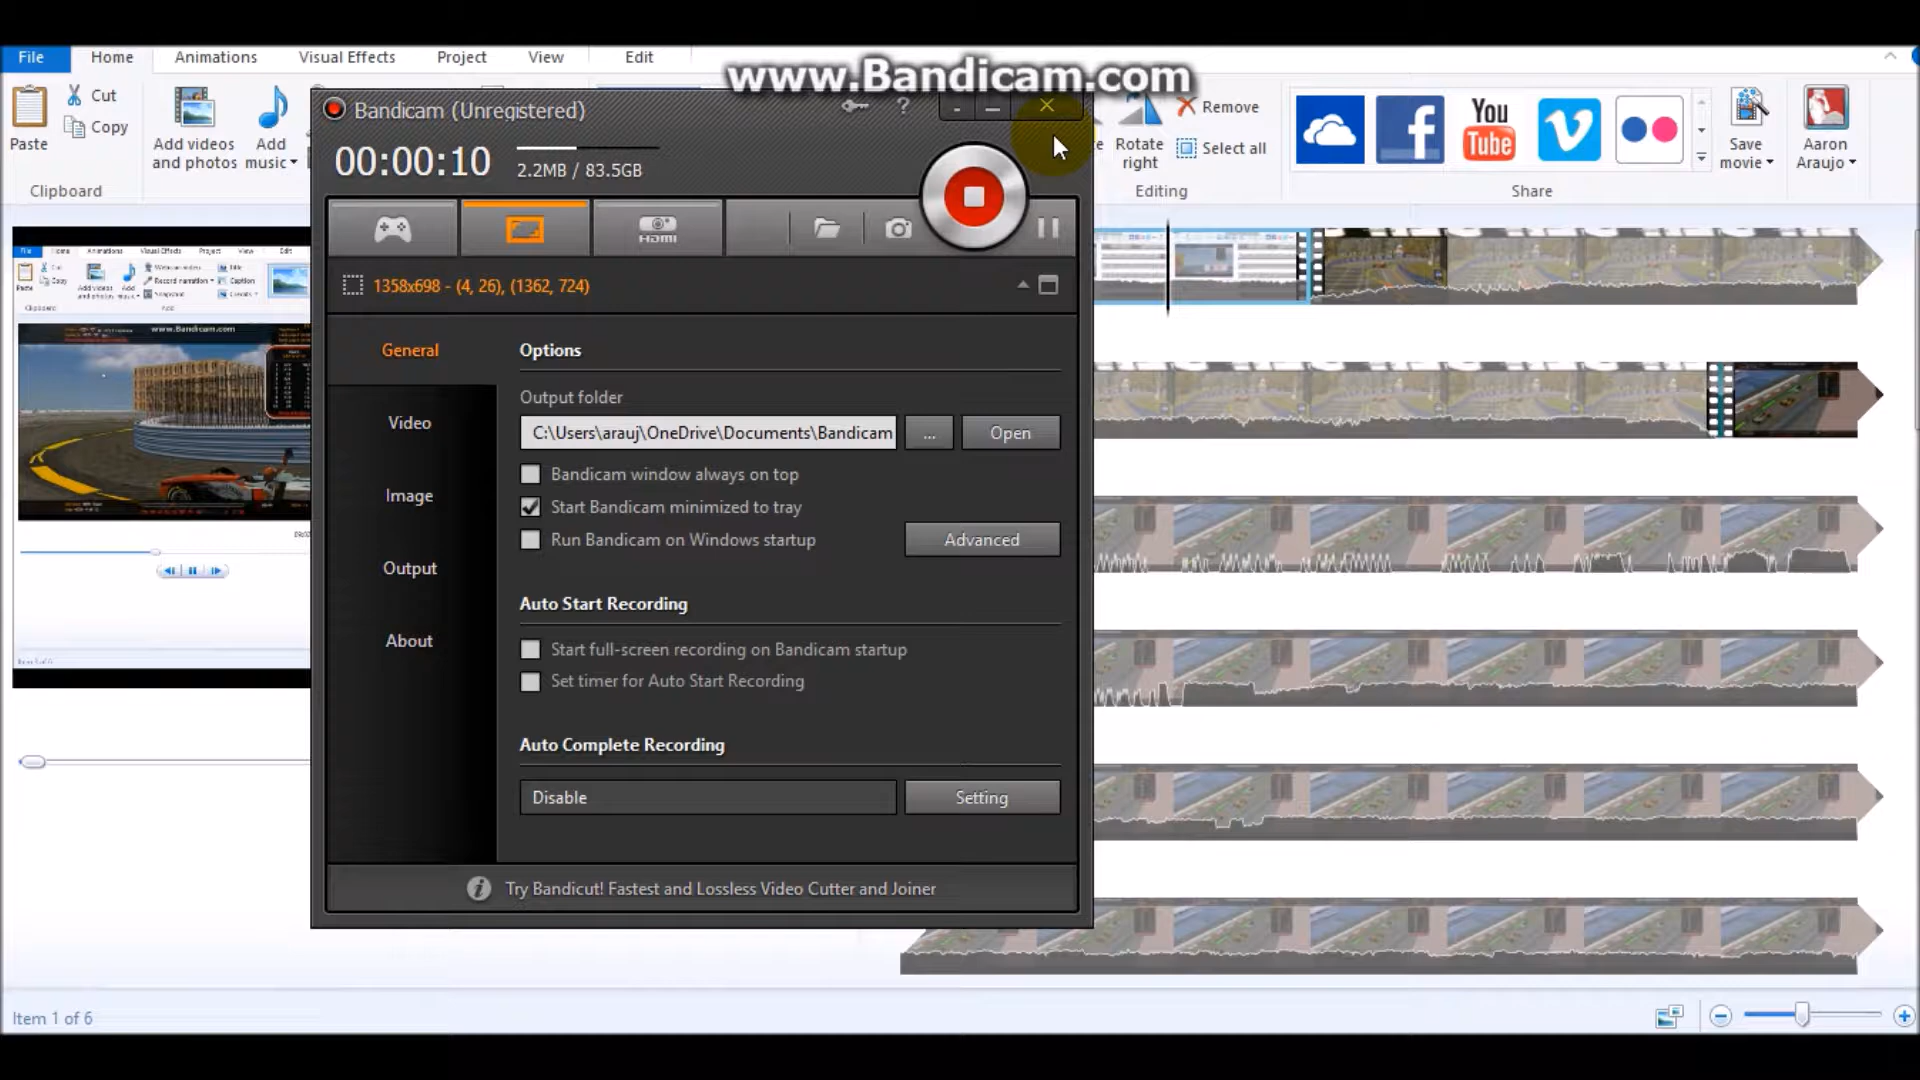 File Home Animations Visual Effects Project View Edit
www.Bandicam.com
Paste
Cut
Copy
Clipboard
Add videos
and photos
Add
music
Rotate
right
Remove
Select all
Editing
You
Tube
Share
Save
movie
Aaron
Araujo
Bandicam (Unregistered)
?
00:00:10
2.2MB / 83.5GB
HDMI
1358x698 - (4, 26), (1362, 724)
General
Video
Image
Output
About
Options
Output folder
C:\Users\arauj\OneDrive\Documents\Bandicam
...
Open
Bandicam window always on top
Start Bandicam minimized to tray
Run Bandicam on Windows startup
Advanced
Auto Start Recording
Start full-screen recording on Bandicam startup
Set timer for Auto Start Recording
Auto Complete Recording
Disable
Setting
Try Bandicut! Fastest and Lossless Video Cutter and Joiner
www.Bandicam.com
Item 1 of 6